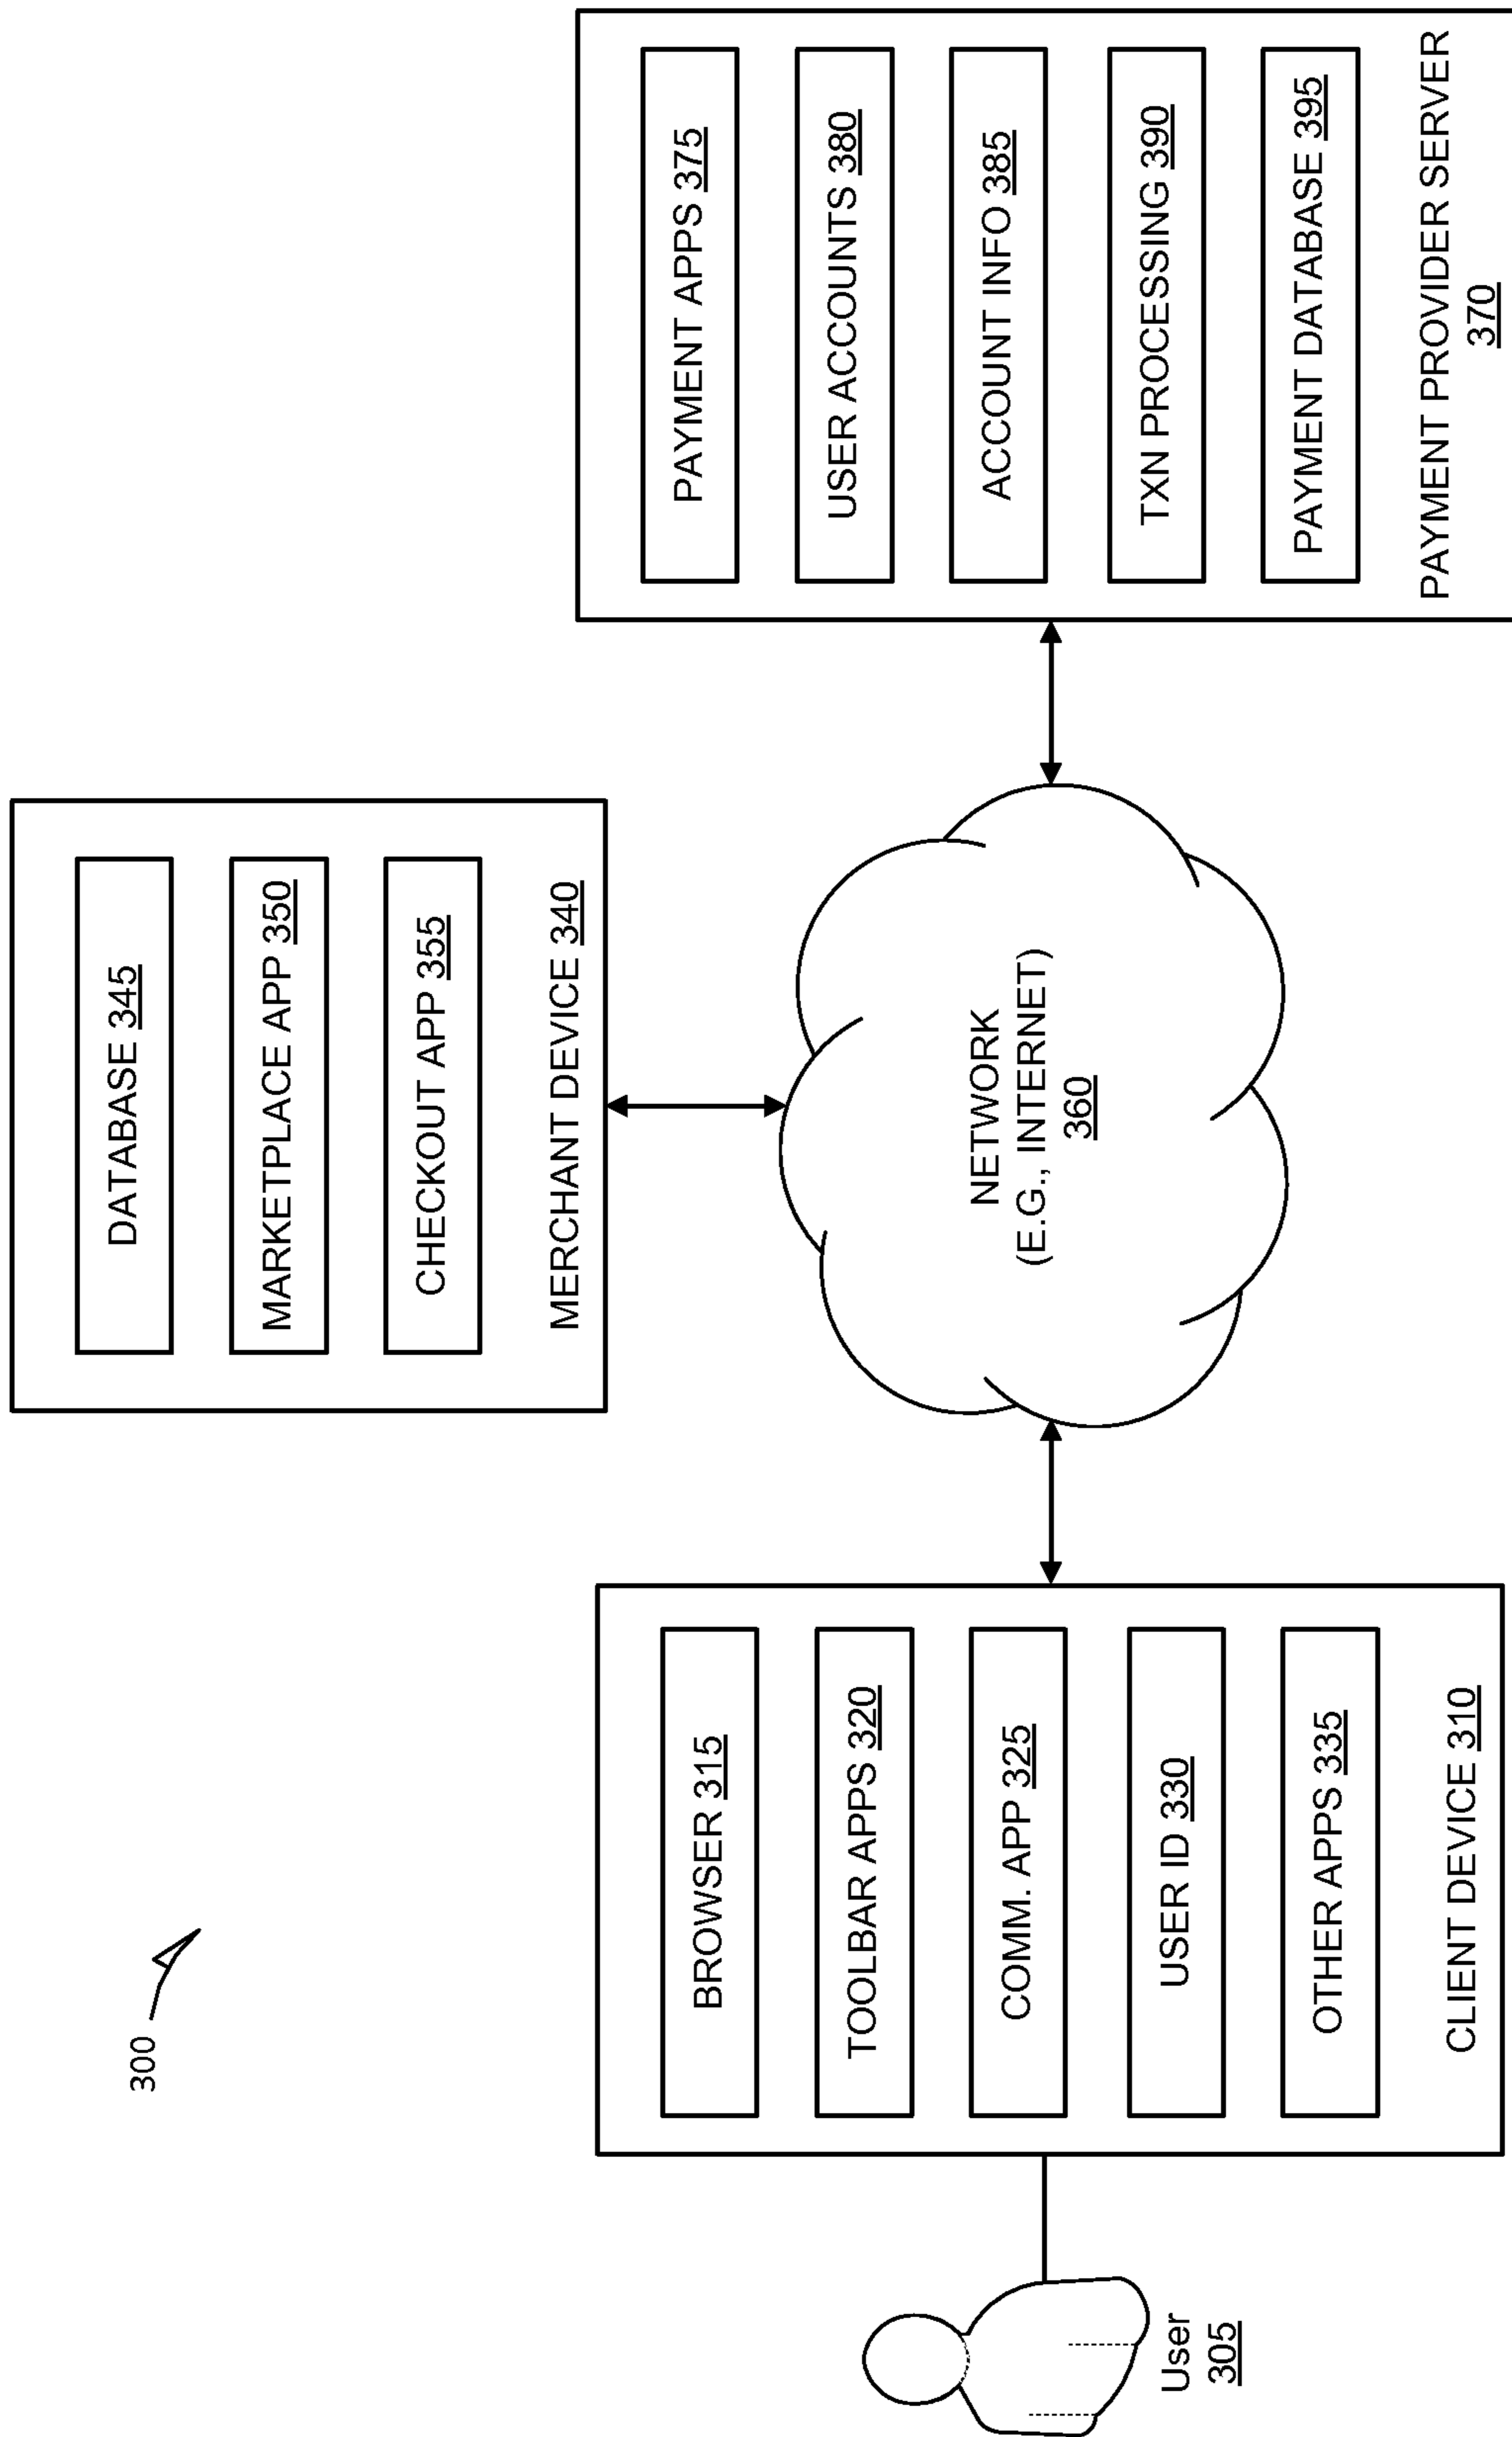 300
DATABASE 345
MARKETPLACE APP 350
CHECKOUT APP 355
MERCHANT DEVICE 340
User
305
BROWSER 315
TOOLBAR APPS 320
COMM. APP 325
USER ID 330
OTHER APPS 335
CLIENT DEVICE 310
NETWORK
(E.G., INTERNET)
360
PAYMENT APPS 375
USER ACCOUNTS 380
ACCOUNT INFO 385
TXN PROCESSING 390
PAYMENT DATABASE 395
PAYMENT PROVIDER SERVER
370